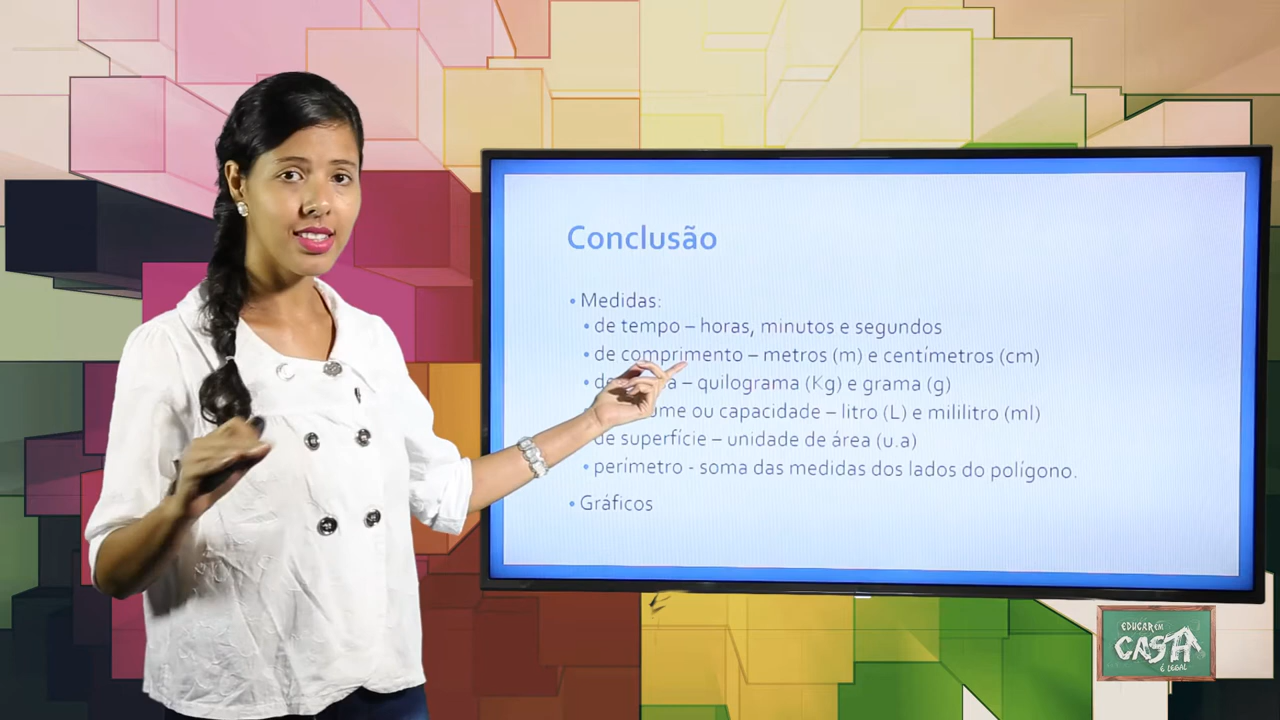 Conclusão
• Medidas:
• de tempo – horas, minutos e segundos
• de comprimento – metros (m) e centímetros (cm)
– quilograma (Kg) e grama (g)
ou capacidade – litro (L) e mililitro (ml)
de superfície – unidade de área (u.a)
• perímetro - soma das medidas dos lados do polígono.
• Gráficos
EDUCAR EM
CASA
É LEGAL